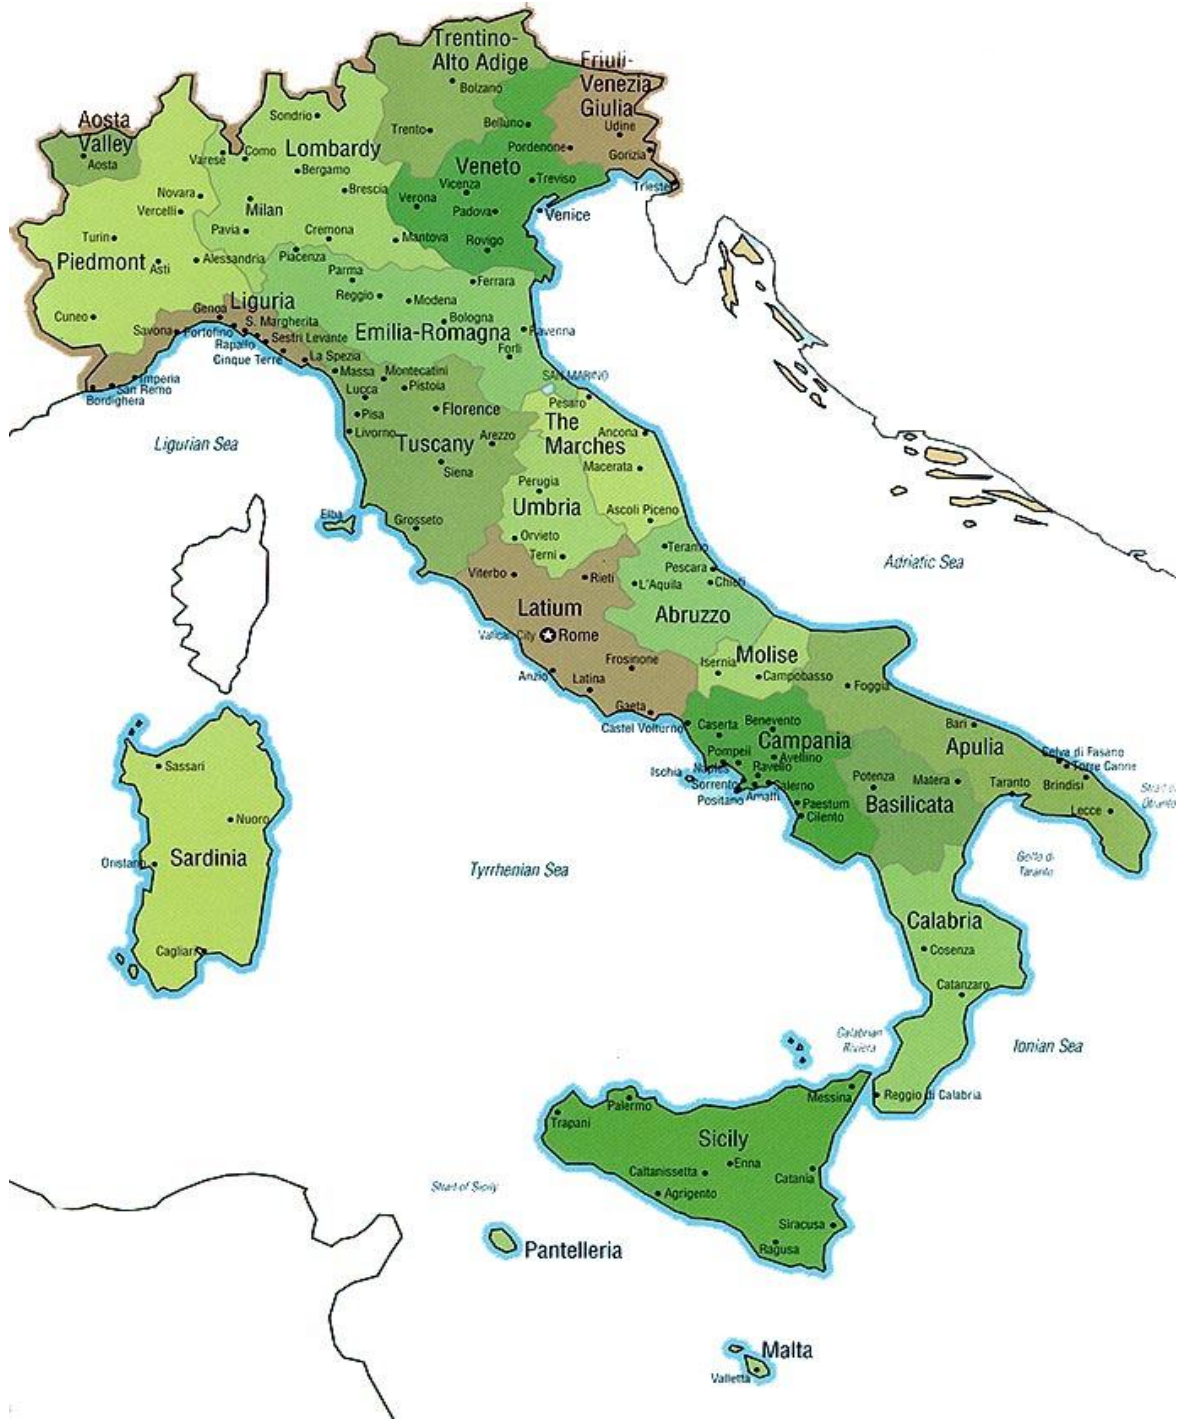 Trentino-
Alto Adige
Bolzano
Trento
Friuli-
Venezia
Giulia
Udine
Pordenone
Gorizia
Trieste
Aosta
Valley
Aosta
Sondrio
Lombardy
Varese
Como
Bergamo
Brescia
Milan
Pavia
Cremona
Mantova
Belluno
Veneto
Vicenza
Treviso
Verona
Padova
Venice
Rovigo
Novara
Vercelli
Turin
Piedmont
Asti
Alessandria
Cuneo
Piacenza
Parma
Ferrara
Reggio
Modena
Bologna
Emilia-Romagna
Ravenna
Forli
Liguria
Genoa
S. Margherita
Savona
Portofino
Rapallo
Sestri Levante
Cinque Terre
La Spezia
Imperia
San Remo
Bordighera
Massa
Montecatini
Lucca
Pistoia
Florence
Pisa
Livorno
Tuscany
Arezzo
Siena
Grosseto
Elba
SAN MARINO
Pesaro
The
Marches
Ancona
Macerata
Ascoli Piceno
Perugia
Umbria
Orvieto
Terni
Ligurian Sea
Adriatic Sea
Viterbo
Rieti
Latium
Vatican City
Rome
Frosinone
Anzio
Latina
Gaeta
Teramo
Pescara
L'Aquila
Chieti
Abruzzo
Molise
Isernia
Campobasso
Castel Volturno
Caserta
Benevento
Campania
Pompeii
Avellino
Ischia
Naples
Ravello
Sorrento
Salerno
Positano
Amalfi
Paestum
Cilento
Foggia
Bari
Apulia
Selva di Fasano
Torre Canne
Brindisi
Taranto
Lecce
Potenza
Matera
Basilicata
Strait of
Otranto
Golfo di
Taranto
Sassari
Nuoro
Oristano
Sardinia
Cagliari
Tyrrhenian Sea
Calabria
Cosenza
Catanzaro
Calabrian
Riviera
Ionian Sea
Reggio di Calabria
Messina
Palermo
Trapani
Sicily
Enna
Caltanissetta
Catania
Agrigento
Siracusa
Ragusa
Strait of Sicily
Pantelleria
Malta
Valletta